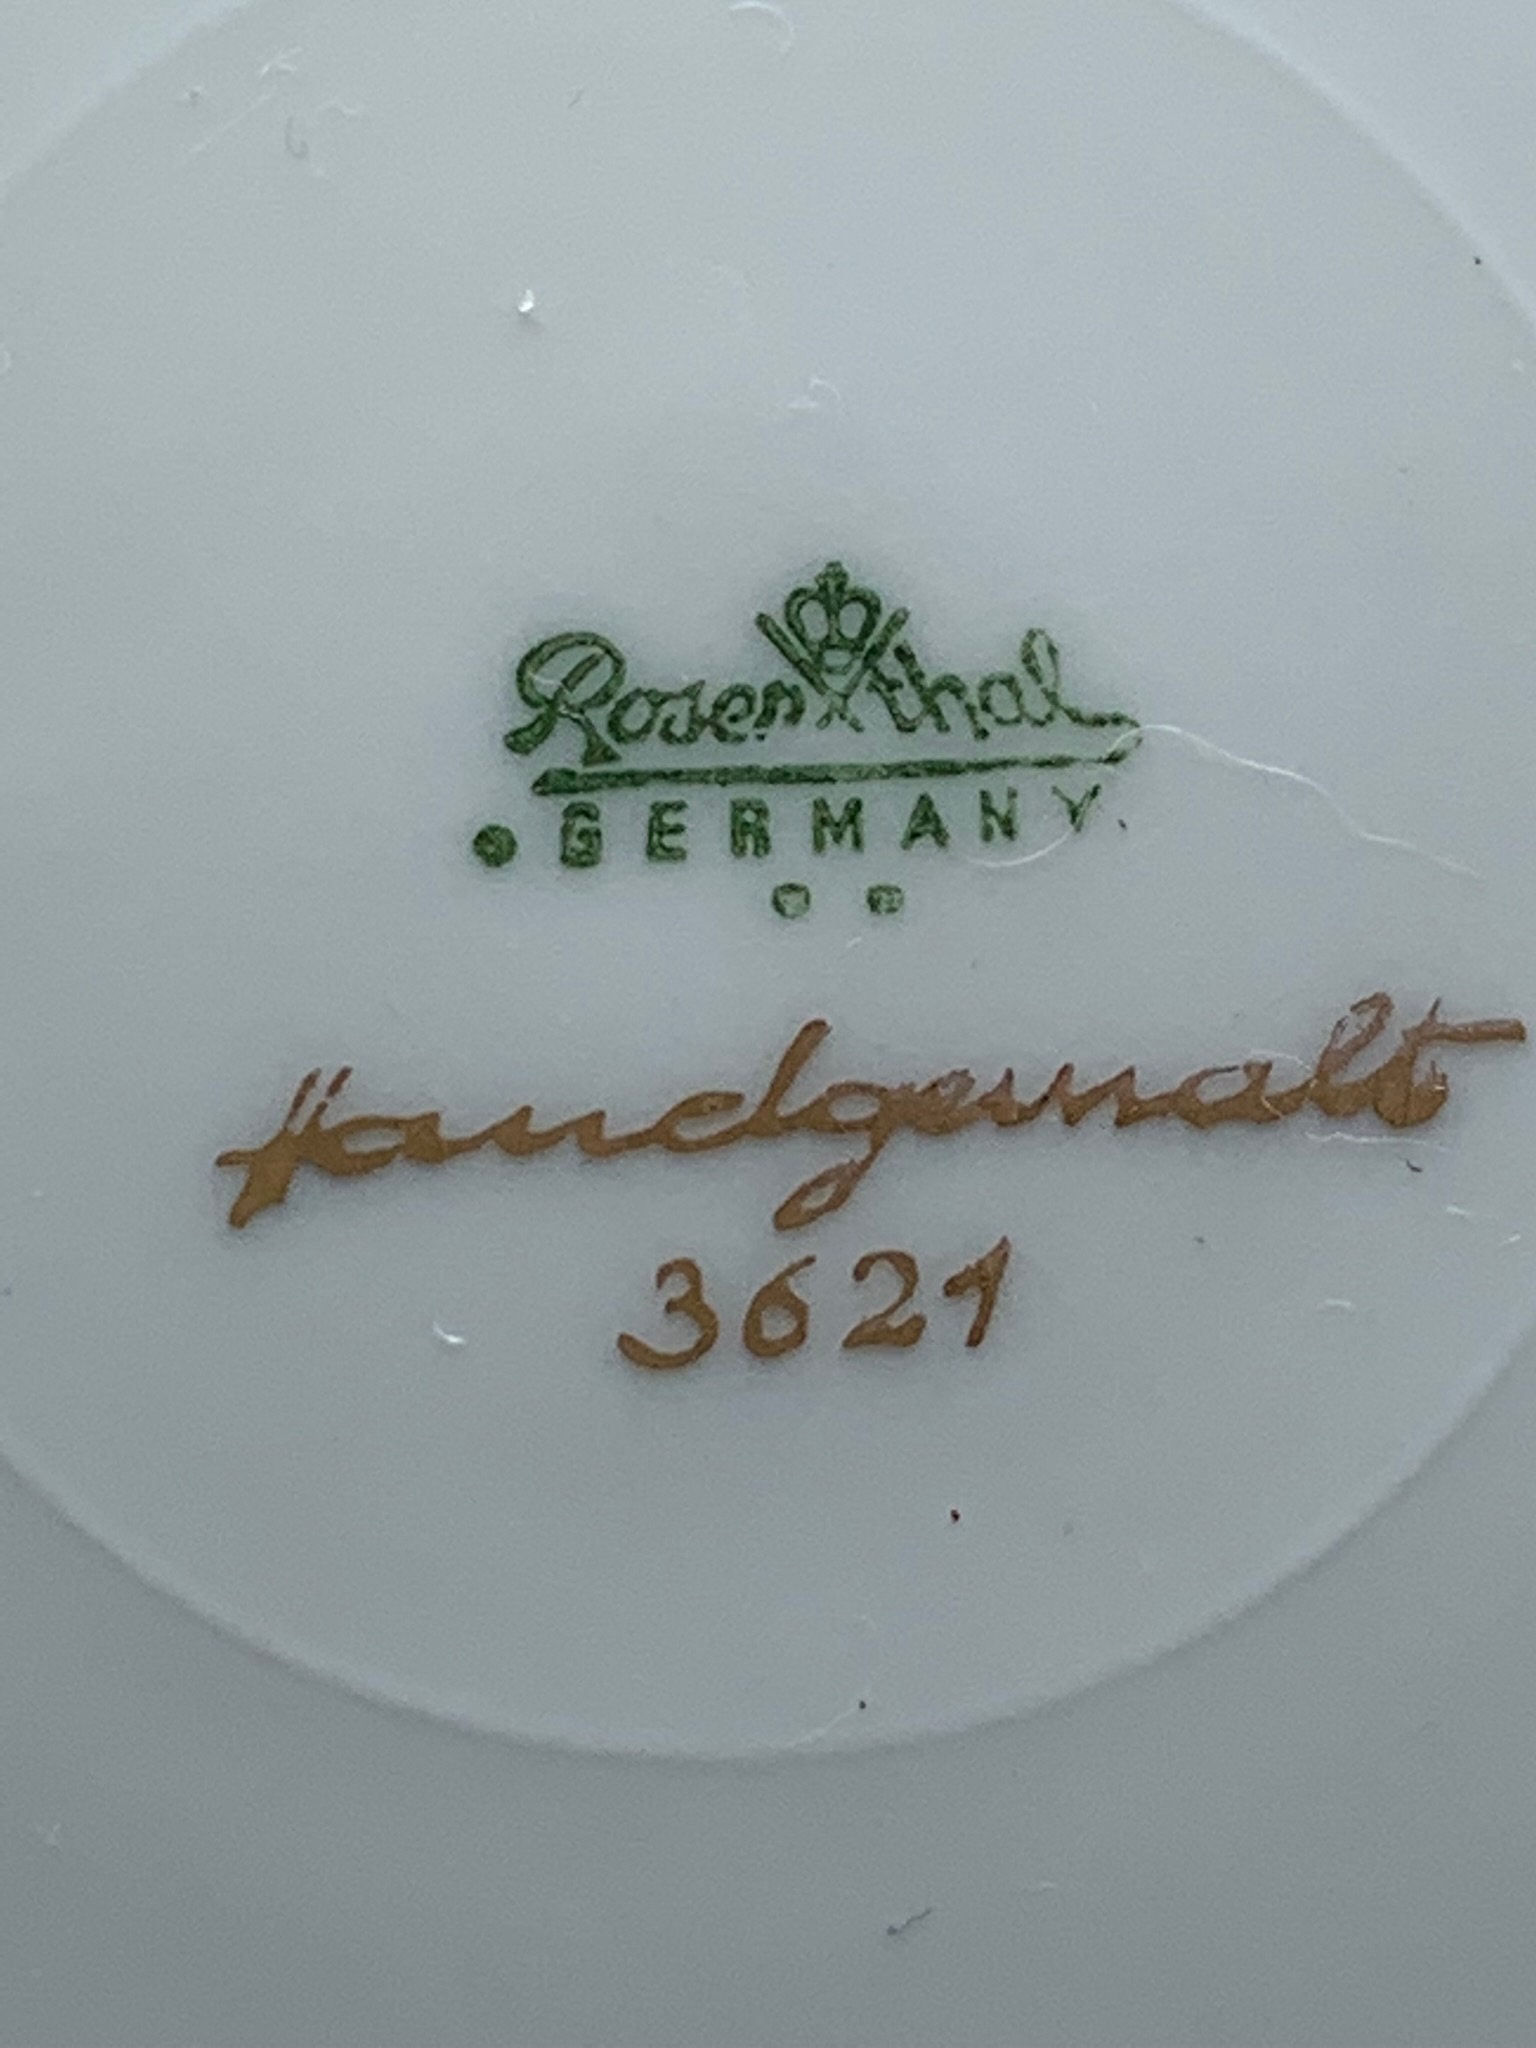 Rosenthal
GERMANY
Handgemalt
3621